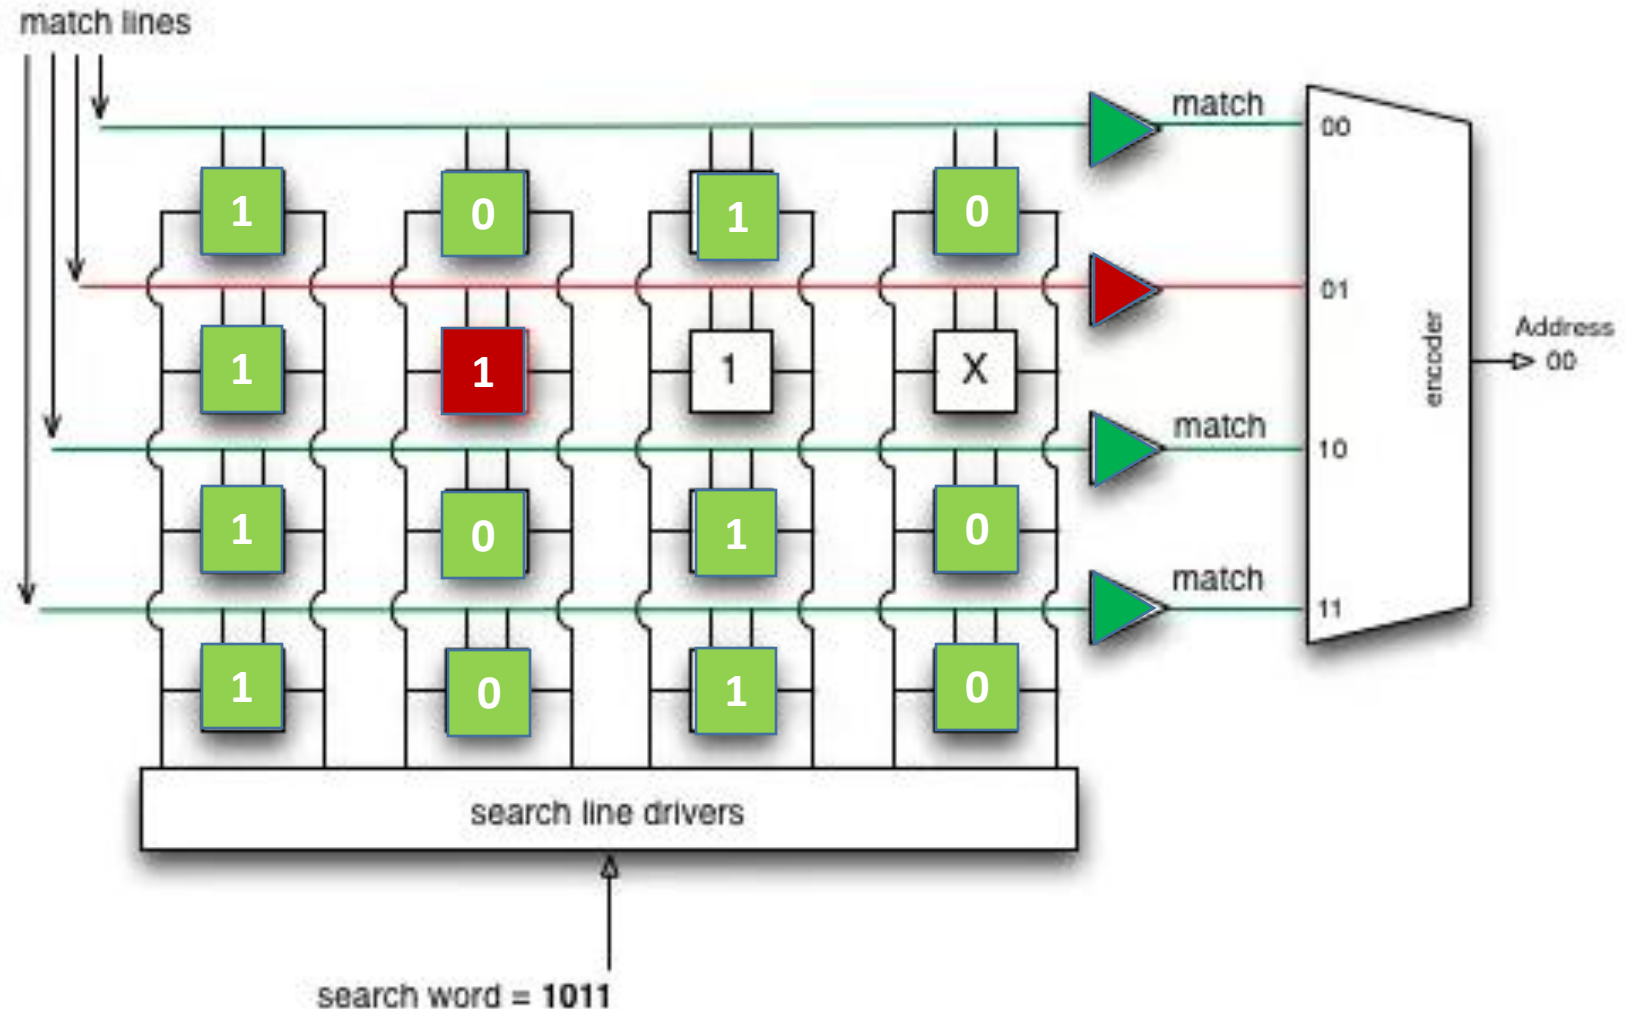 match lines
match
00
1 0 1 0
01
1 1 1 X
encoder
Address
00
match
10
1 0 1 0
match
11
1 0 1 0
search line drivers
search word = 1011